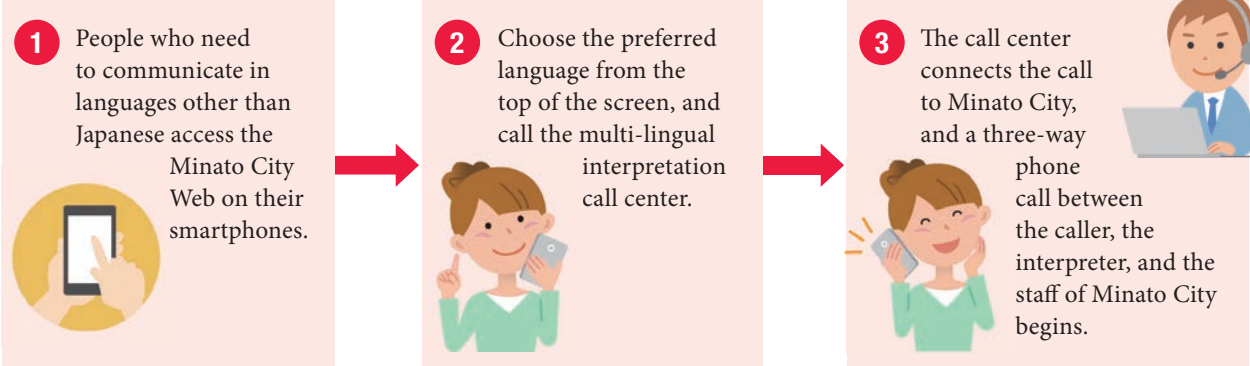 1
People who need
to communicate in
languages other than
Japanese access the
Minato City
Web on their
smartphones.
2
Choose the preferred
language from the
top of the screen, and
call the multi-lingual
interpretation
call center.
3
The call center
connects the call
to Minato City,
and a three-way
phone
call between
the caller, the
interpreter, and the
staff of Minato City
begins.